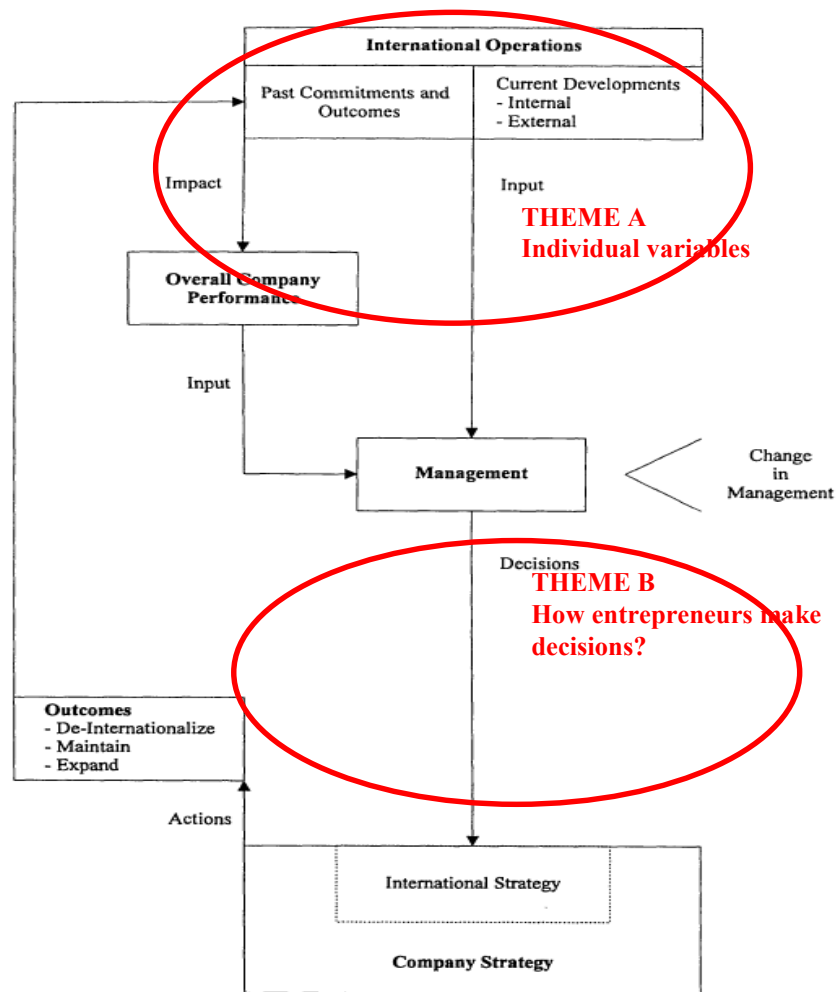 International Operations
Past Commitments and
Outcomes
Current Developments
- Internal
- External
Impact
Input
THEME A
Individual variables
Overall Company
Performance
Input
Management
Change
in
Management
Decisions
THEME B
How entrepreneurs make
decisions?
Outcomes
- De-Internationalize
- Maintain
- Expand
Actions
International Strategy
Company Strategy